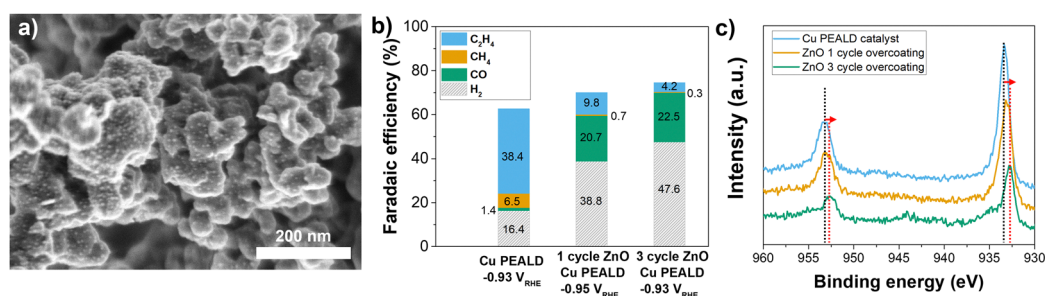 a)
200 nm
b)
Faradaic efficiency (%)
100
80
60
40
20
0
C₂H₄
CH₄
CO
H₂
38.4
6.5
1.4
16.4
9.8
0.7
20.7
38.8
4.2
0.3
22.5
47.6
Cu PEALD
-0.93 V_RHE
1 cycle ZnO
Cu PEALD
-0.95 V_RHE
3 cycle ZnO
Cu PEALD
-0.93 V_RHE
c)
Intensity (a.u.)
Cu PEALD catalyst
ZnO 1 cycle overcoating
ZnO 3 cycle overcoating
960 955 950 945 940 935 930
Binding energy (eV)